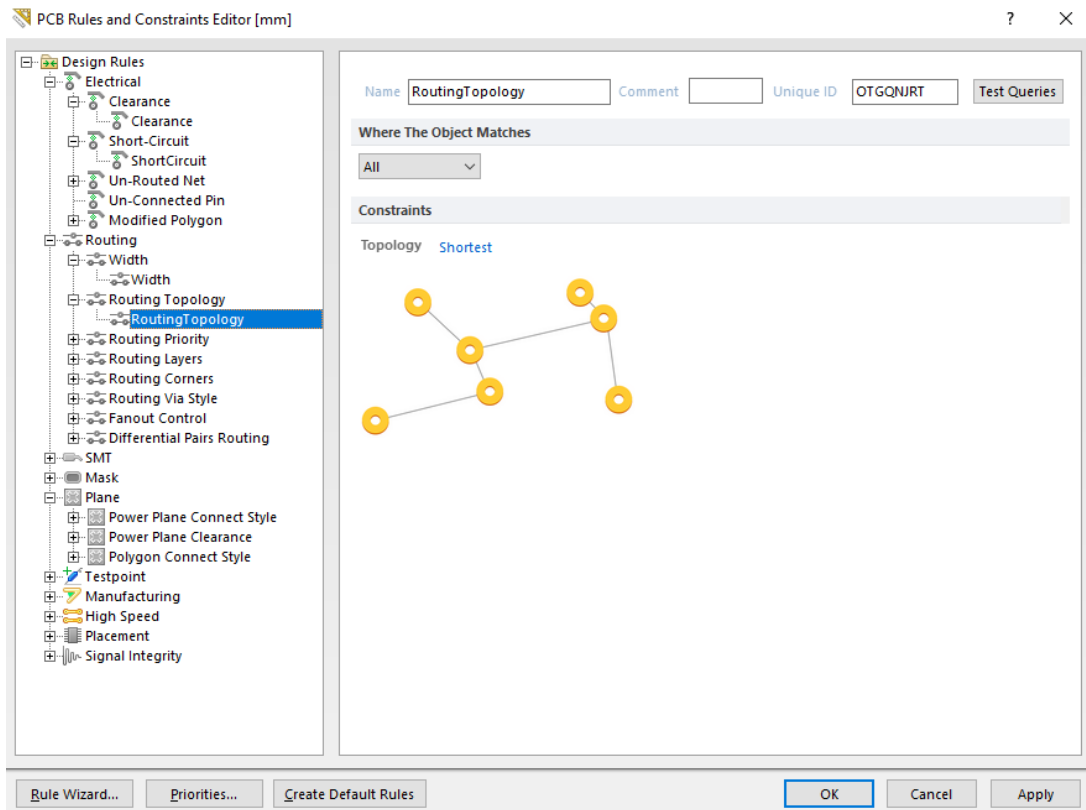 PCB Rules and Constraints Editor [mm]
?
Design Rules
Electrical
Clearance
Clearance
Short-Circuit
ShortCircuit
Un-Routed Net
Un-Connected Pin
Modified Polygon
Routing
Width
Width
Routing Topology
RoutingTopology
Routing Priority
Routing Layers
Routing Corners
Routing Via Style
Fanout Control
Differential Pairs Routing
SMT
Mask
Plane
Power Plane Connect Style
Power Plane Clearance
Polygon Connect Style
Testpoint
Manufacturing
High Speed
Placement
Signal Integrity
Name RoutingTopology Comment Unique ID OTGQNJRT Test Queries
Where The Object Matches
All
Constraints
Topology Shortest
Rule Wizard... Priorities... Create Default Rules OK Cancel Apply